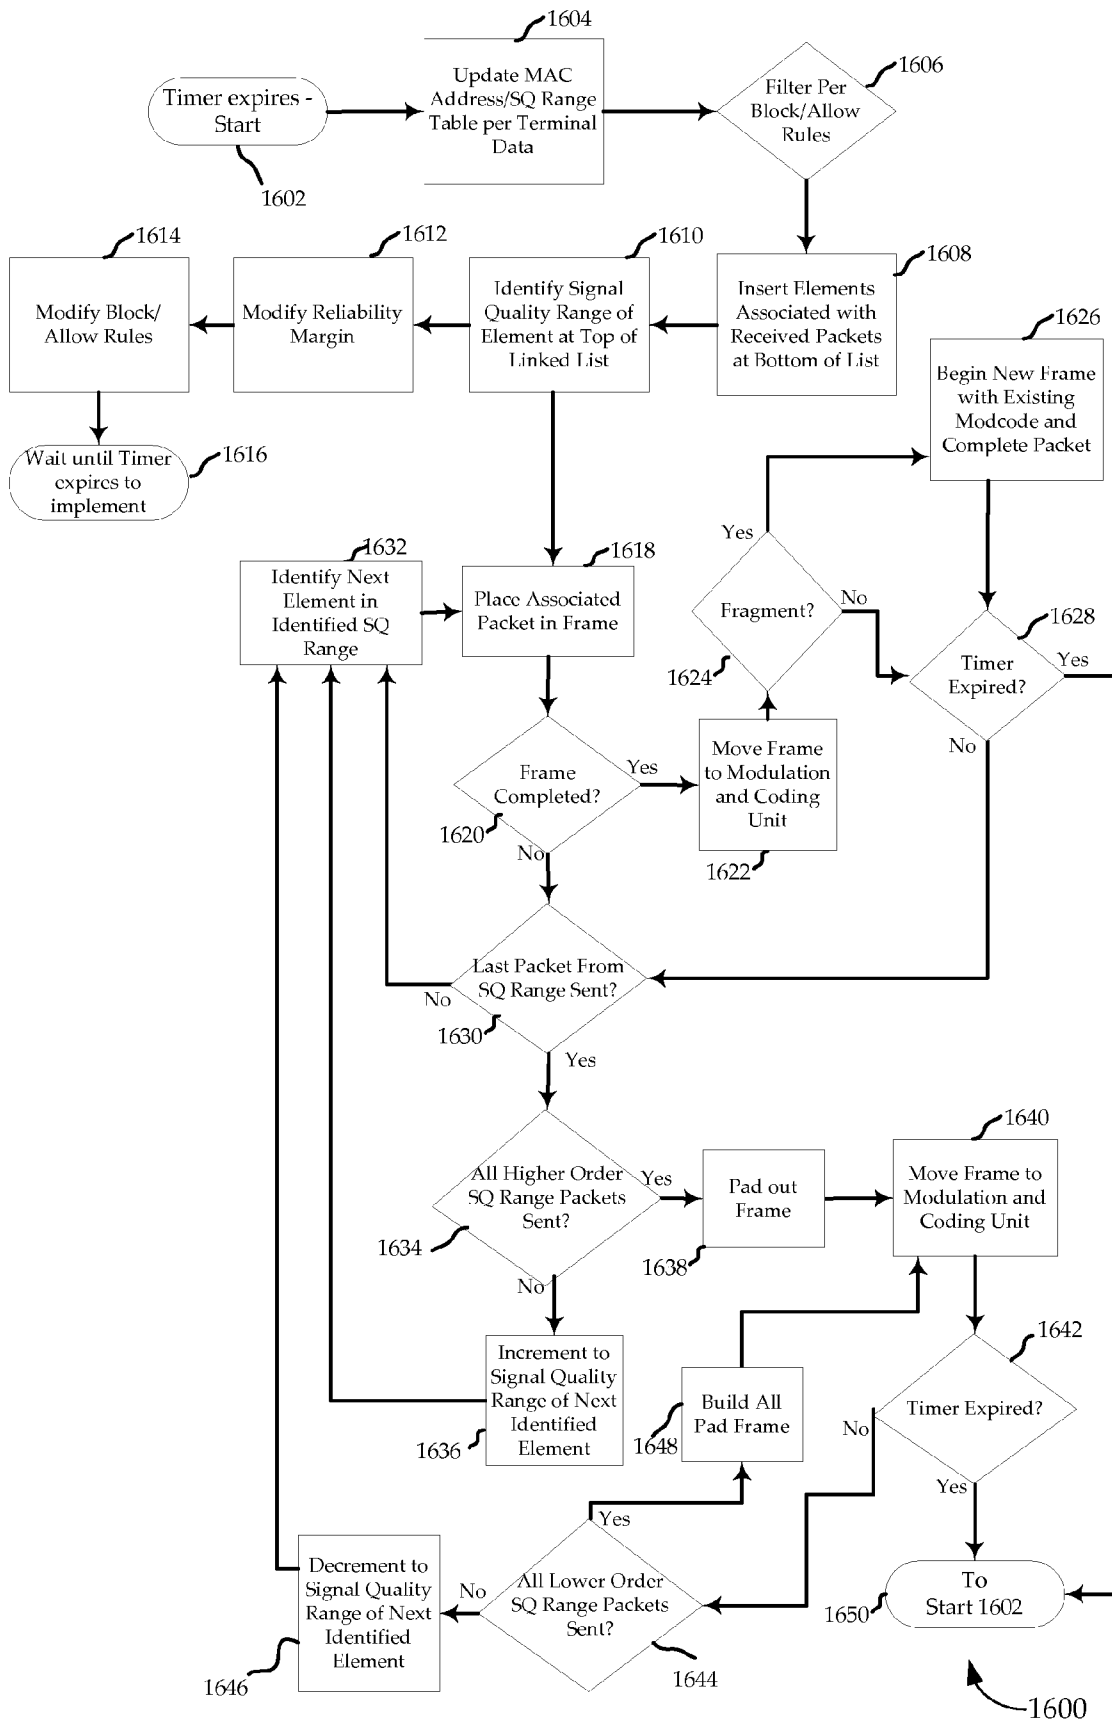 1604
Update MAC
Address/SQ Range
Table per Terminal
Data
1606
Filter Per
Block/Allow
Rules
Timer expires -
Start
1602
1614
Modify Block/
Allow Rules
1612
Modify Reliability
Margin
1610
Identify Signal
Quality Range of
Element at Top of
Linked List
1608
Insert Elements
Associated with
Received Packets
at Bottom of List
1626
Begin New Frame
with Existing
Modcode and
Complete Packet
Wait until Timer
expires to
implement
1616
1632
Identify Next
Element in
Identified SQ
Range
1618
Place Associated
Packet in Frame
Yes
Fragment?
No
1624
1628
Timer
Expired?
Yes
No
Frame
Completed?
Yes
1620
No
Move Frame
to Modulation
and Coding
Unit
1622
Last Packet From
SQ Range Sent?
No
1630
Yes
All Higher Order
SQ Range Packets
Sent?
Yes
1634
No
Pad out
Frame
1638
1640
Move Frame to
Modulation and
Coding Unit
Increment to
Signal Quality
Range of Next
Identified
Element
1636
Build All
Pad Frame
1648
1642
Timer Expired?
No
Yes
Decrement to
Signal Quality
Range of Next
Identified
Element
1646
No
Yes
All Lower Order
SQ Range Packets
Sent?
1644
To
Start 1602
1650
1600